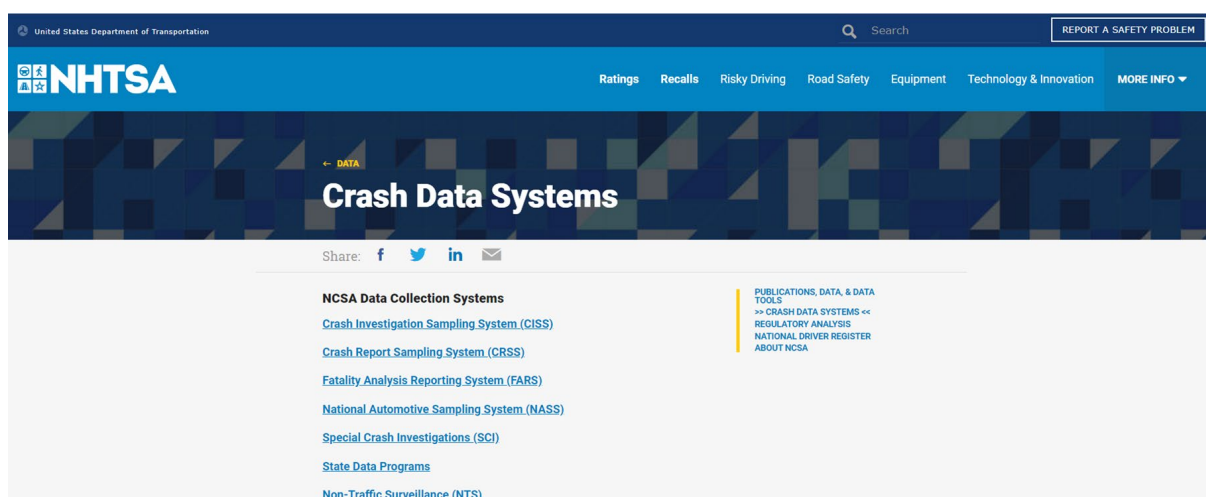 United States Department of Transportation
Search
REPORT A SAFETY PROBLEM
NHTSA
Ratings Recalls Risky Driving Road Safety Equipment Technology & Innovation MORE INFO
← DATA
Crash Data Systems
Share:
NCSA Data Collection Systems
Crash Investigation Sampling System (CISS)
Crash Report Sampling System (CRSS)
Fatality Analysis Reporting System (FARS)
National Automotive Sampling System (NASS)
Special Crash Investigations (SCI)
State Data Programs
Non-Traffic Surveillance (NTS)
PUBLICATIONS, DATA, & DATA
TOOLS
>> CRASH DATA SYSTEMS <<
REGULATORY ANALYSIS
NATIONAL DRIVER REGISTER
ABOUT NCSA